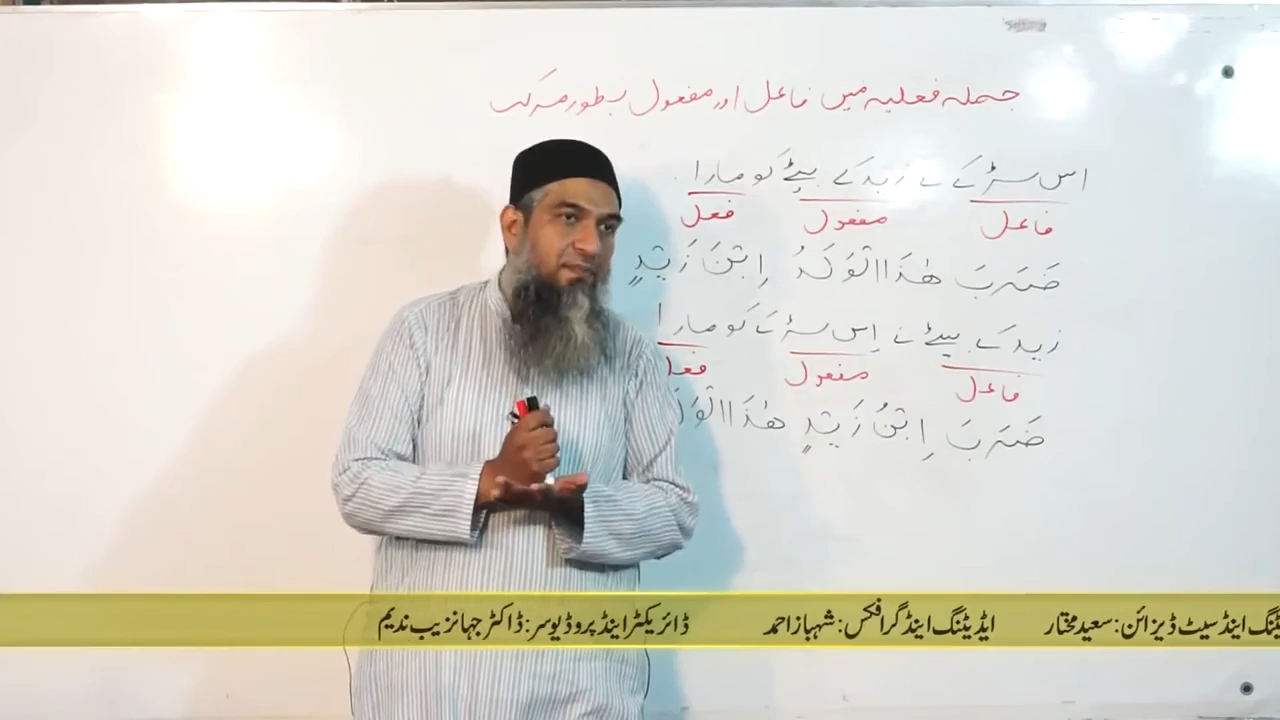 جملہ فعلیہ میں فاعل اور مفعول بطور مرکب
اس لڑکے نے زید کے بیٹے کو مارا
فاعل مفعول فعل
ضَرَبَ هٰذَا الْوَلَدُ اِبْنَ زَيْدٍ
زید کے بیٹے نے اِس لڑکے کو مارا
فاعل مفعول
ضَرَبَ اِبْنُ زَيْدٍ هٰذَا
اینڈ سیٹ ڈیزائن: سعید مختار ایڈیٹنگ اینڈ گرافکس: شہباز احمد ڈائریکٹر اینڈ پروڈیوسر: ڈاکٹر جہانزیب ندیم